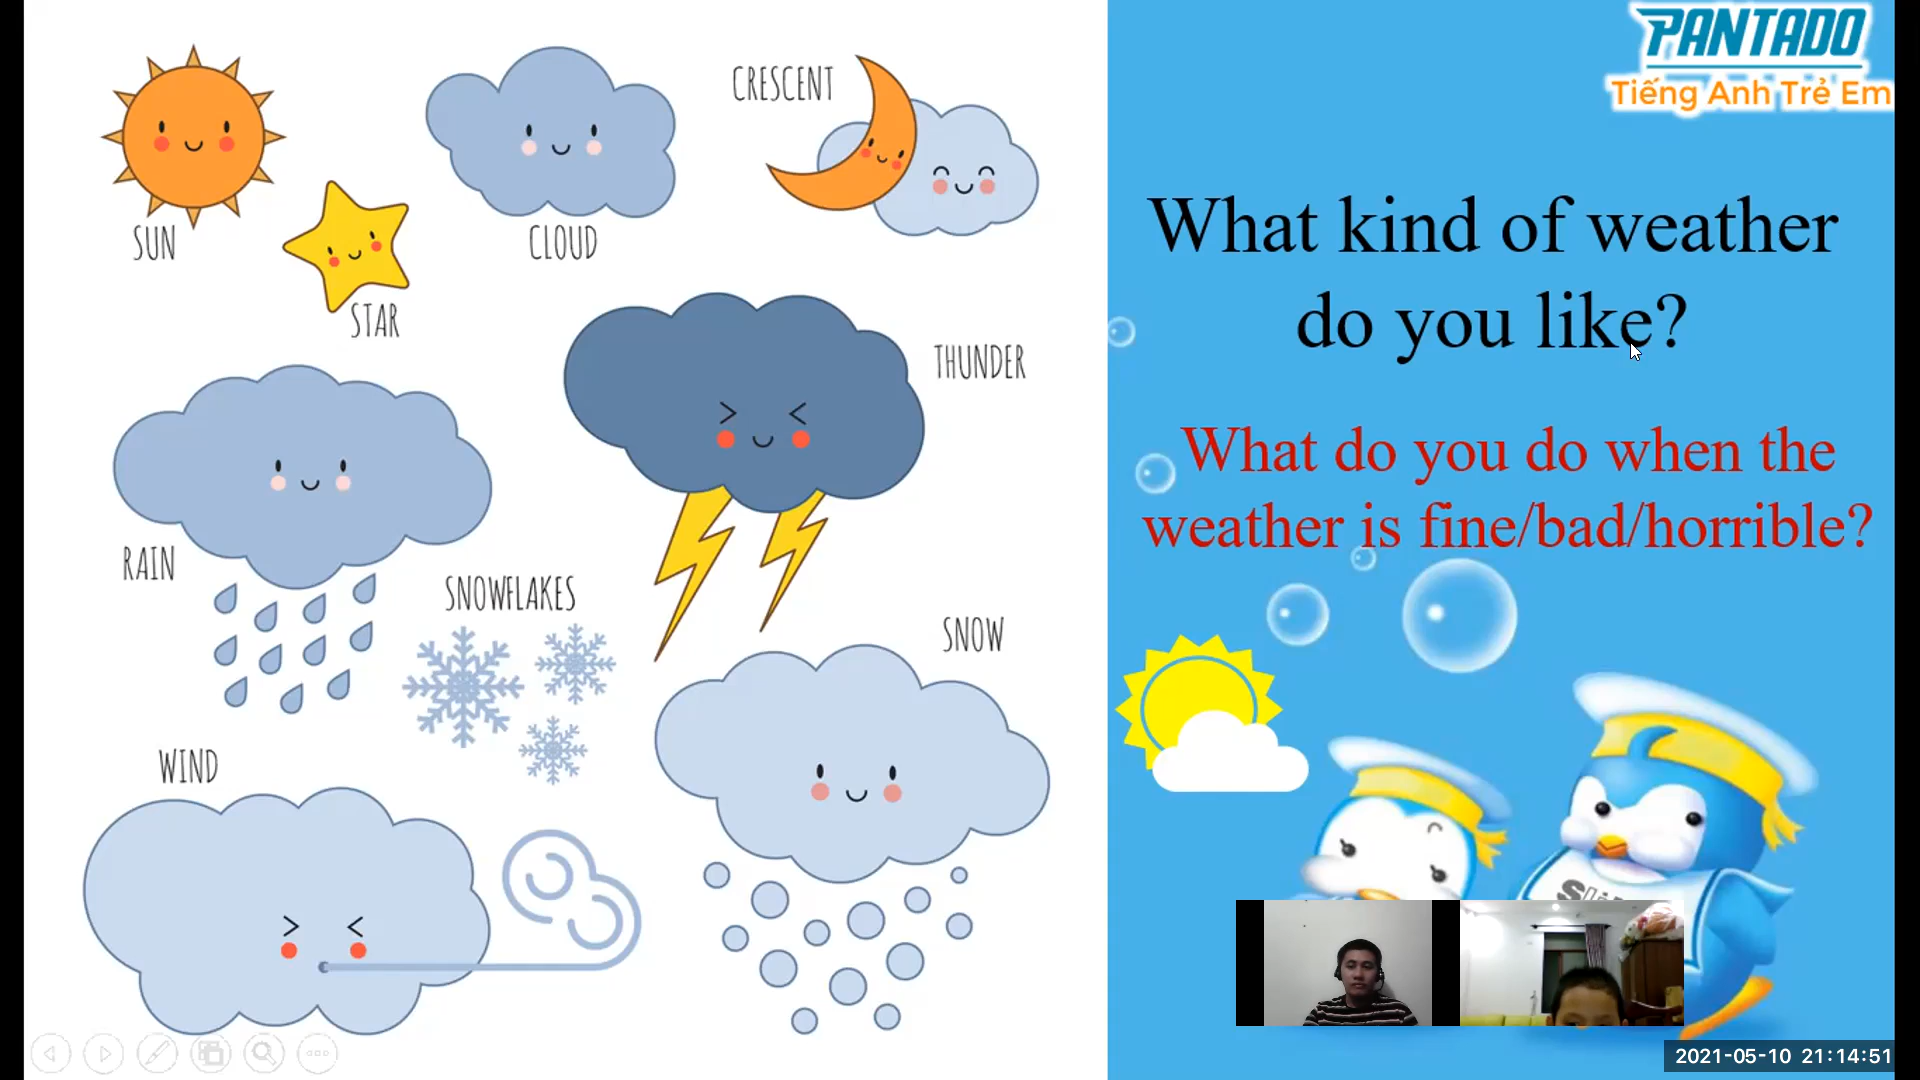 SUN
STAR
CLOUD
CRESCENT
THUNDER
RAIN
SNOWFLAKES
SNOW
WIND
PANTADO
Tiếng Anh Trẻ Em
What kind of weather
do you like?
What do you do when the
weather is fine/bad/horrible?
2021-05-10 21:14:51